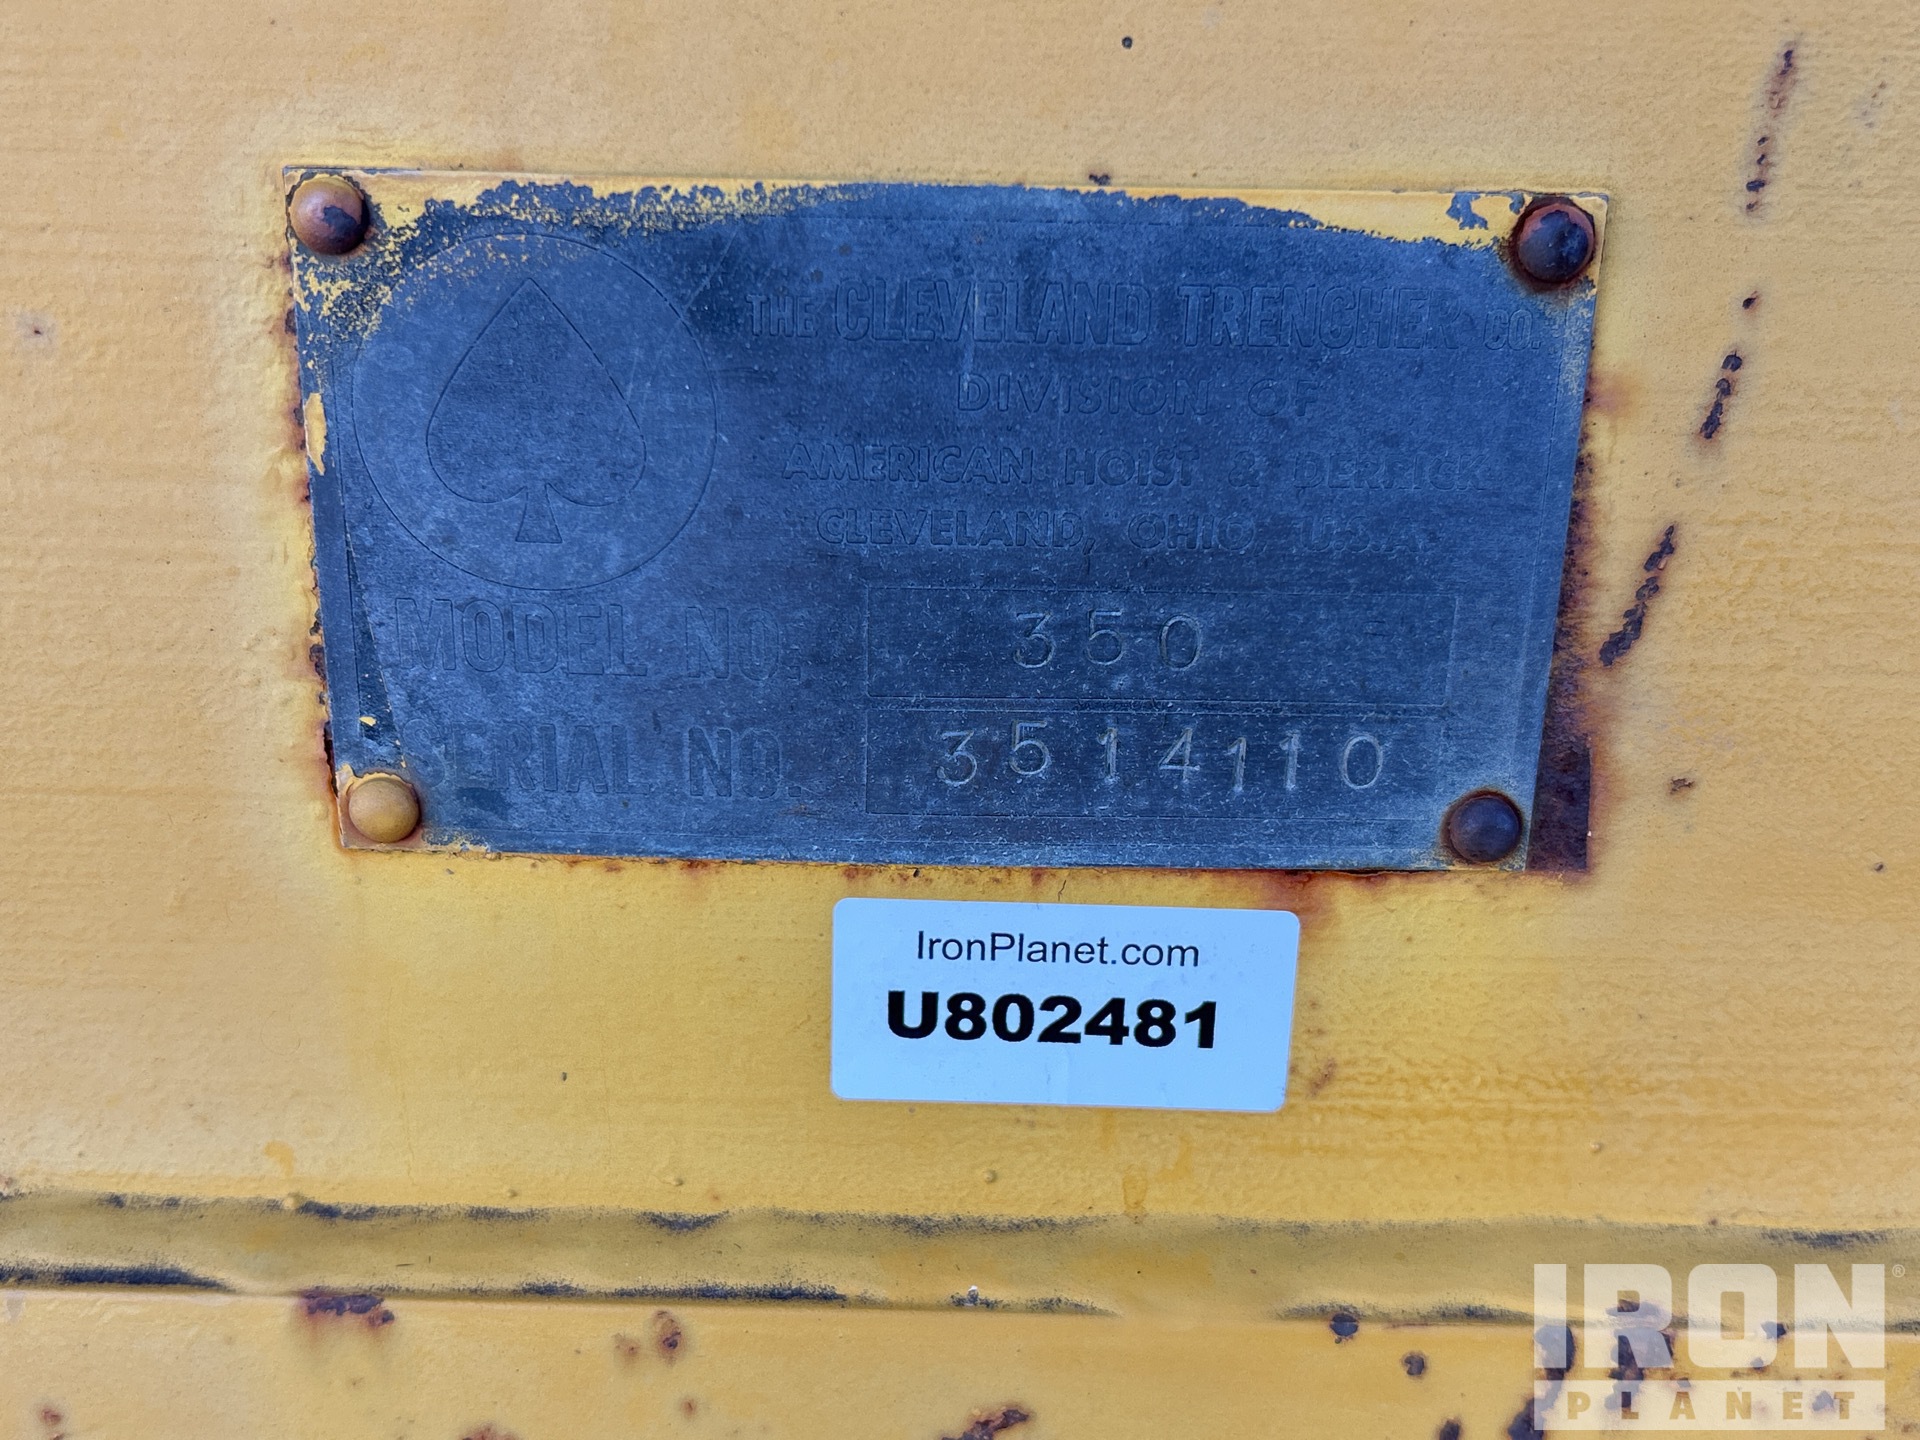 THE CLEVELAND TRENCHER CO.
DIVISION OF
AMERICAN HOIST & DERRICK
CLEVELAND, OHIO, U.S.A.
MODEL NO. 350
SERIAL NO. 3514110
IronPlanet.com
U802481
IRON®
PLANET